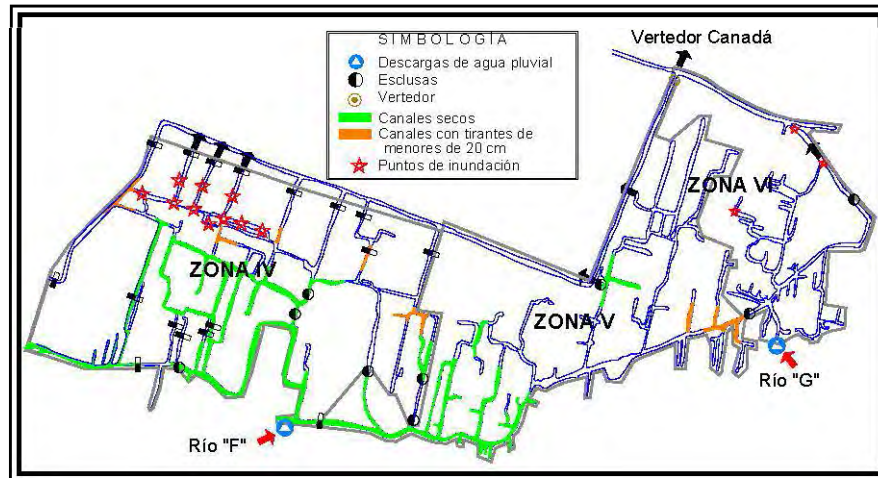 SIMBOLOGÍA
Descargas de agua pluvial
Esclusas
Vertedor
Canales secos
Canales con tirantes de
menores de 20 cm
Puntos de inundación
Vertedor Canadá
ZONA VI
ZONA IV
ZONA V
Río "G"
Río "F"